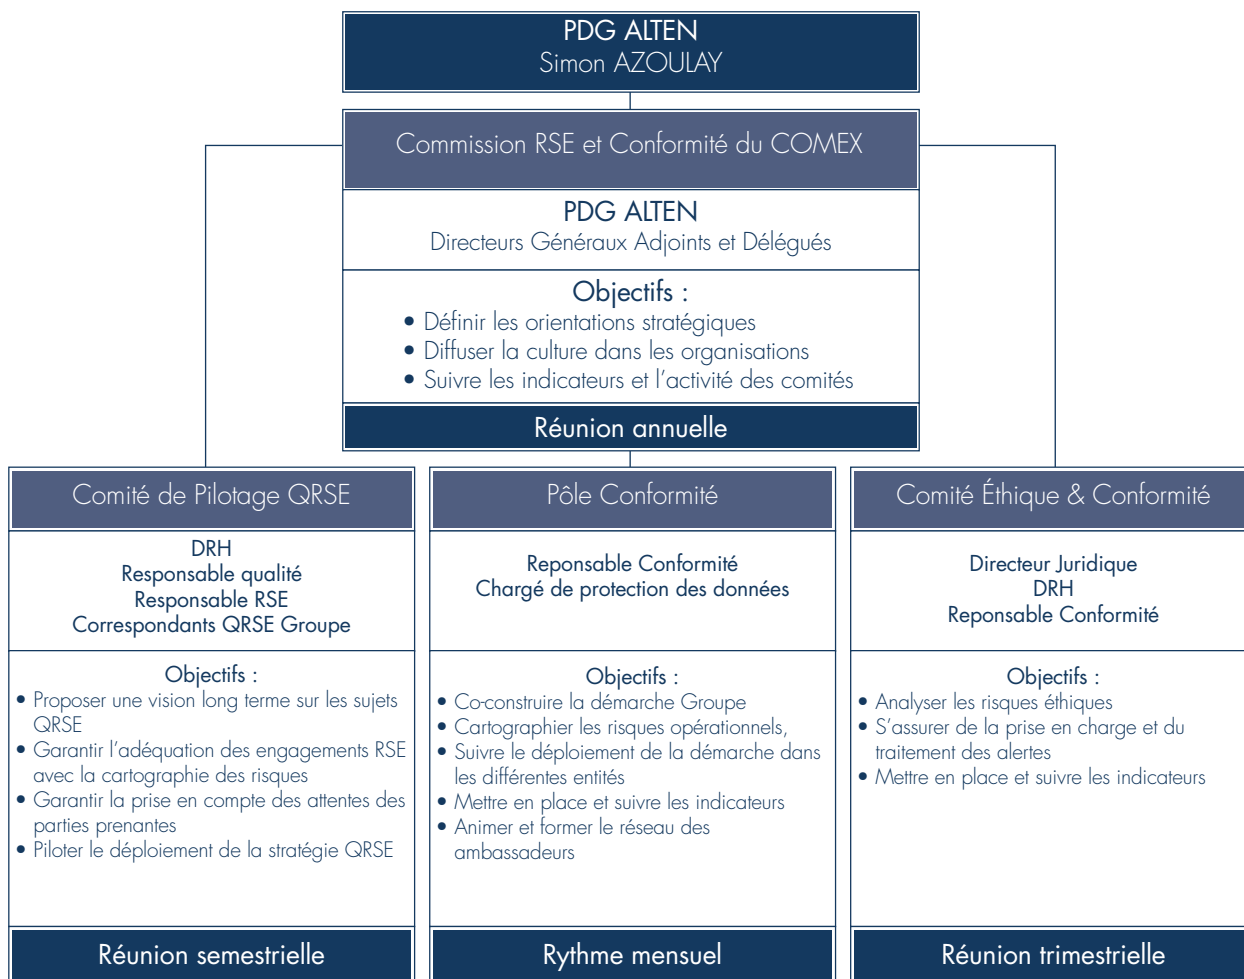 PDG ALTEN
Simon AZOULAY
Commission RSE et Conformité du COMEX
PDG ALTEN
Directeurs Généraux Adjoints et Délégués
Objectifs :
• Définir les orientations stratégiques
• Diffuser la culture dans les organisations
• Suivre les indicateurs et l'activité des comités
Réunion annuelle
Comité de Pilotage QRSE
DRH
Responsable qualité
Responsable RSE
Correspondants QRSE Groupe
Objectifs :
• Proposer une vision long terme sur les sujets
QRSE
• Garantir l'adéquation des engagements RSE
avec la cartographie des risques
• Garantir la prise en compte des attentes des
parties prenantes
• Piloter le déploiement de la stratégie QRSE
Réunion semestrielle
Pôle Conformité
Reponsable Conformité
Chargé de protection des données
Objectifs :
• Co-construire la démarche Groupe
• Cartographier les risques opérationnels,
• Suivre le déploiement de la démarche dans
les différentes entités
• Mettre en place et suivre les indicateurs
• Animer et former le réseau des
ambassadeurs
Rythme mensuel
Comité Éthique & Conformité
Directeur Juridique
DRH
Reponsable Conformité
Objectifs :
• Analyser les risques éthiques
• S'assurer de la prise en charge et du
traitement des alertes
• Mettre en place et suivre les indicateurs
Réunion trimestrielle